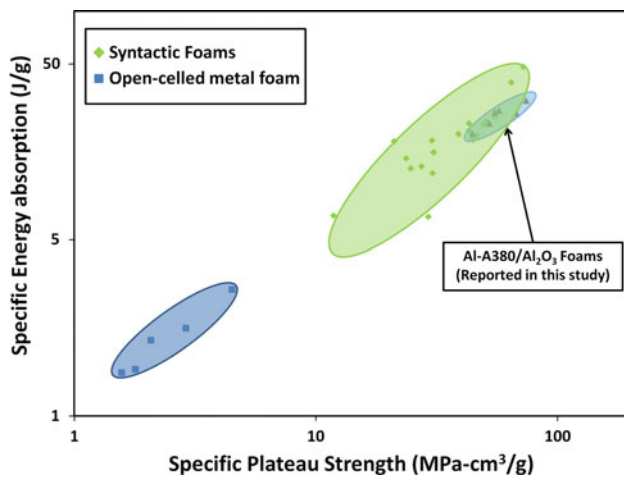 Syntactic Foams
Open-celled metal foam
Specific Energy absorption (J/g)
50
5
1
Al-A380/Al₂O₃ Foams
(Reported in this study)
1
10
100
Specific Plateau Strength (MPa-cm³/g)